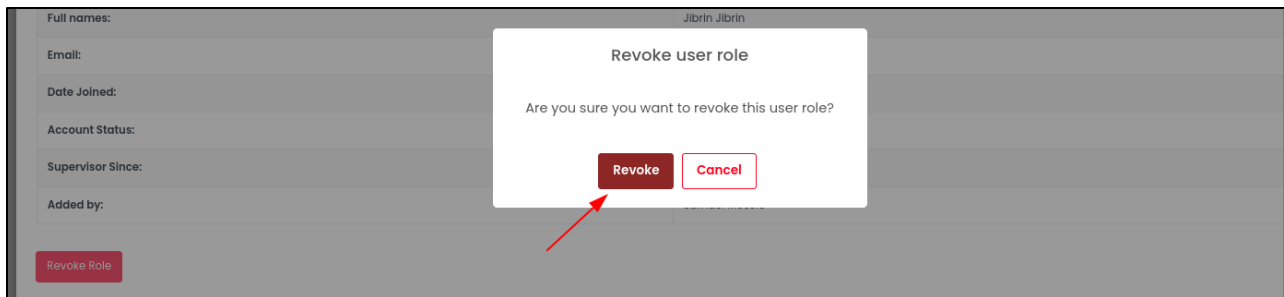 Full names: Jibrin Jibrin
Revoke user role
Email:
Date Joined:
Are you sure you want to revoke this user role?
Account Status:
Supervisor Since:
Revoke Cancel
Added by:
Revoke Role